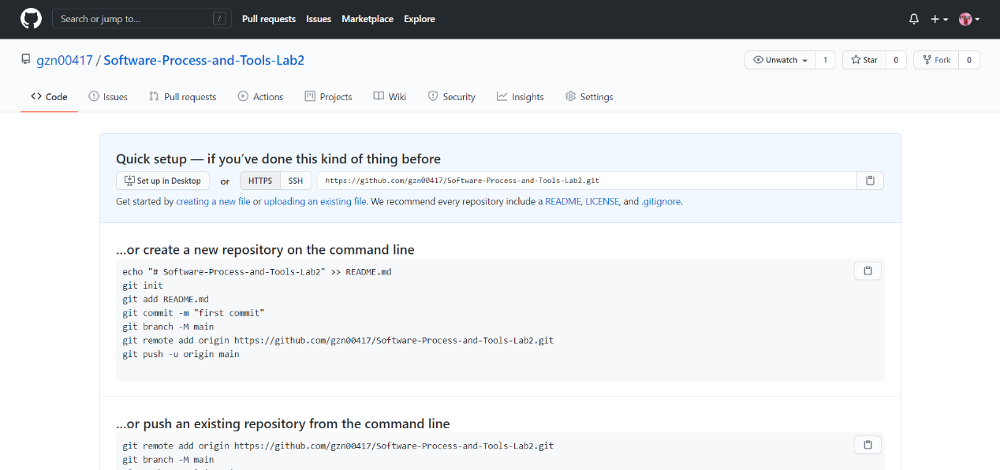 Search or jump to... /
Pull requests Issues Marketplace Explore
gzn00417 / Software-Process-and-Tools-Lab2
Unwatch 1 Star 0 Fork 0
Code Issues Pull requests Actions Projects Wiki Security Insights Settings
Quick setup — if you've done this kind of thing before
Set up in Desktop or HTTPS SSH https://github.com/gzn00417/Software-Process-and-Tools-Lab2.git
Get started by creating a new file or uploading an existing file. We recommend every repository include a README, LICENSE, and .gitignore.
...or create a new repository on the command line
echo "# Software-Process-and-Tools-Lab2" >> README.md
git init
git add README.md
git commit -m "first commit"
git branch -M main
git remote add origin https://github.com/gzn00417/Software-Process-and-Tools-Lab2.git
git push -u origin main
...or push an existing repository from the command line
git remote add origin https://github.com/gzn00417/Software-Process-and-Tools-Lab2.git
git branch -M main